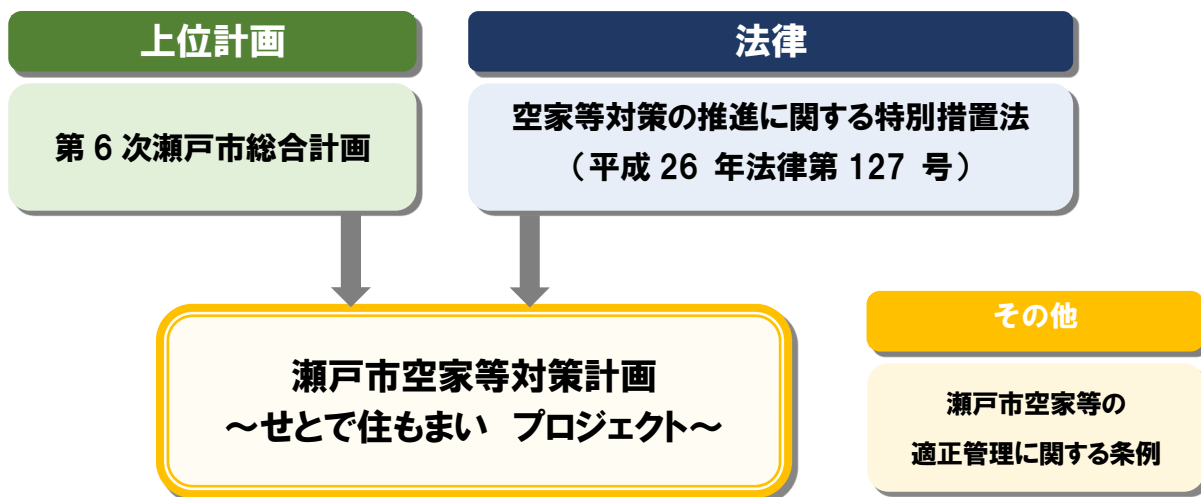 上位計画
第6次瀬戸市総合計画
法律
空家等対策の推進に関する特別措置法
（平成 26 年法律第 127 号）
瀬戸市空家等対策計画
～せとで住もまい　プロジェクト～
その他
瀬戸市空家等の
適正管理に関する条例